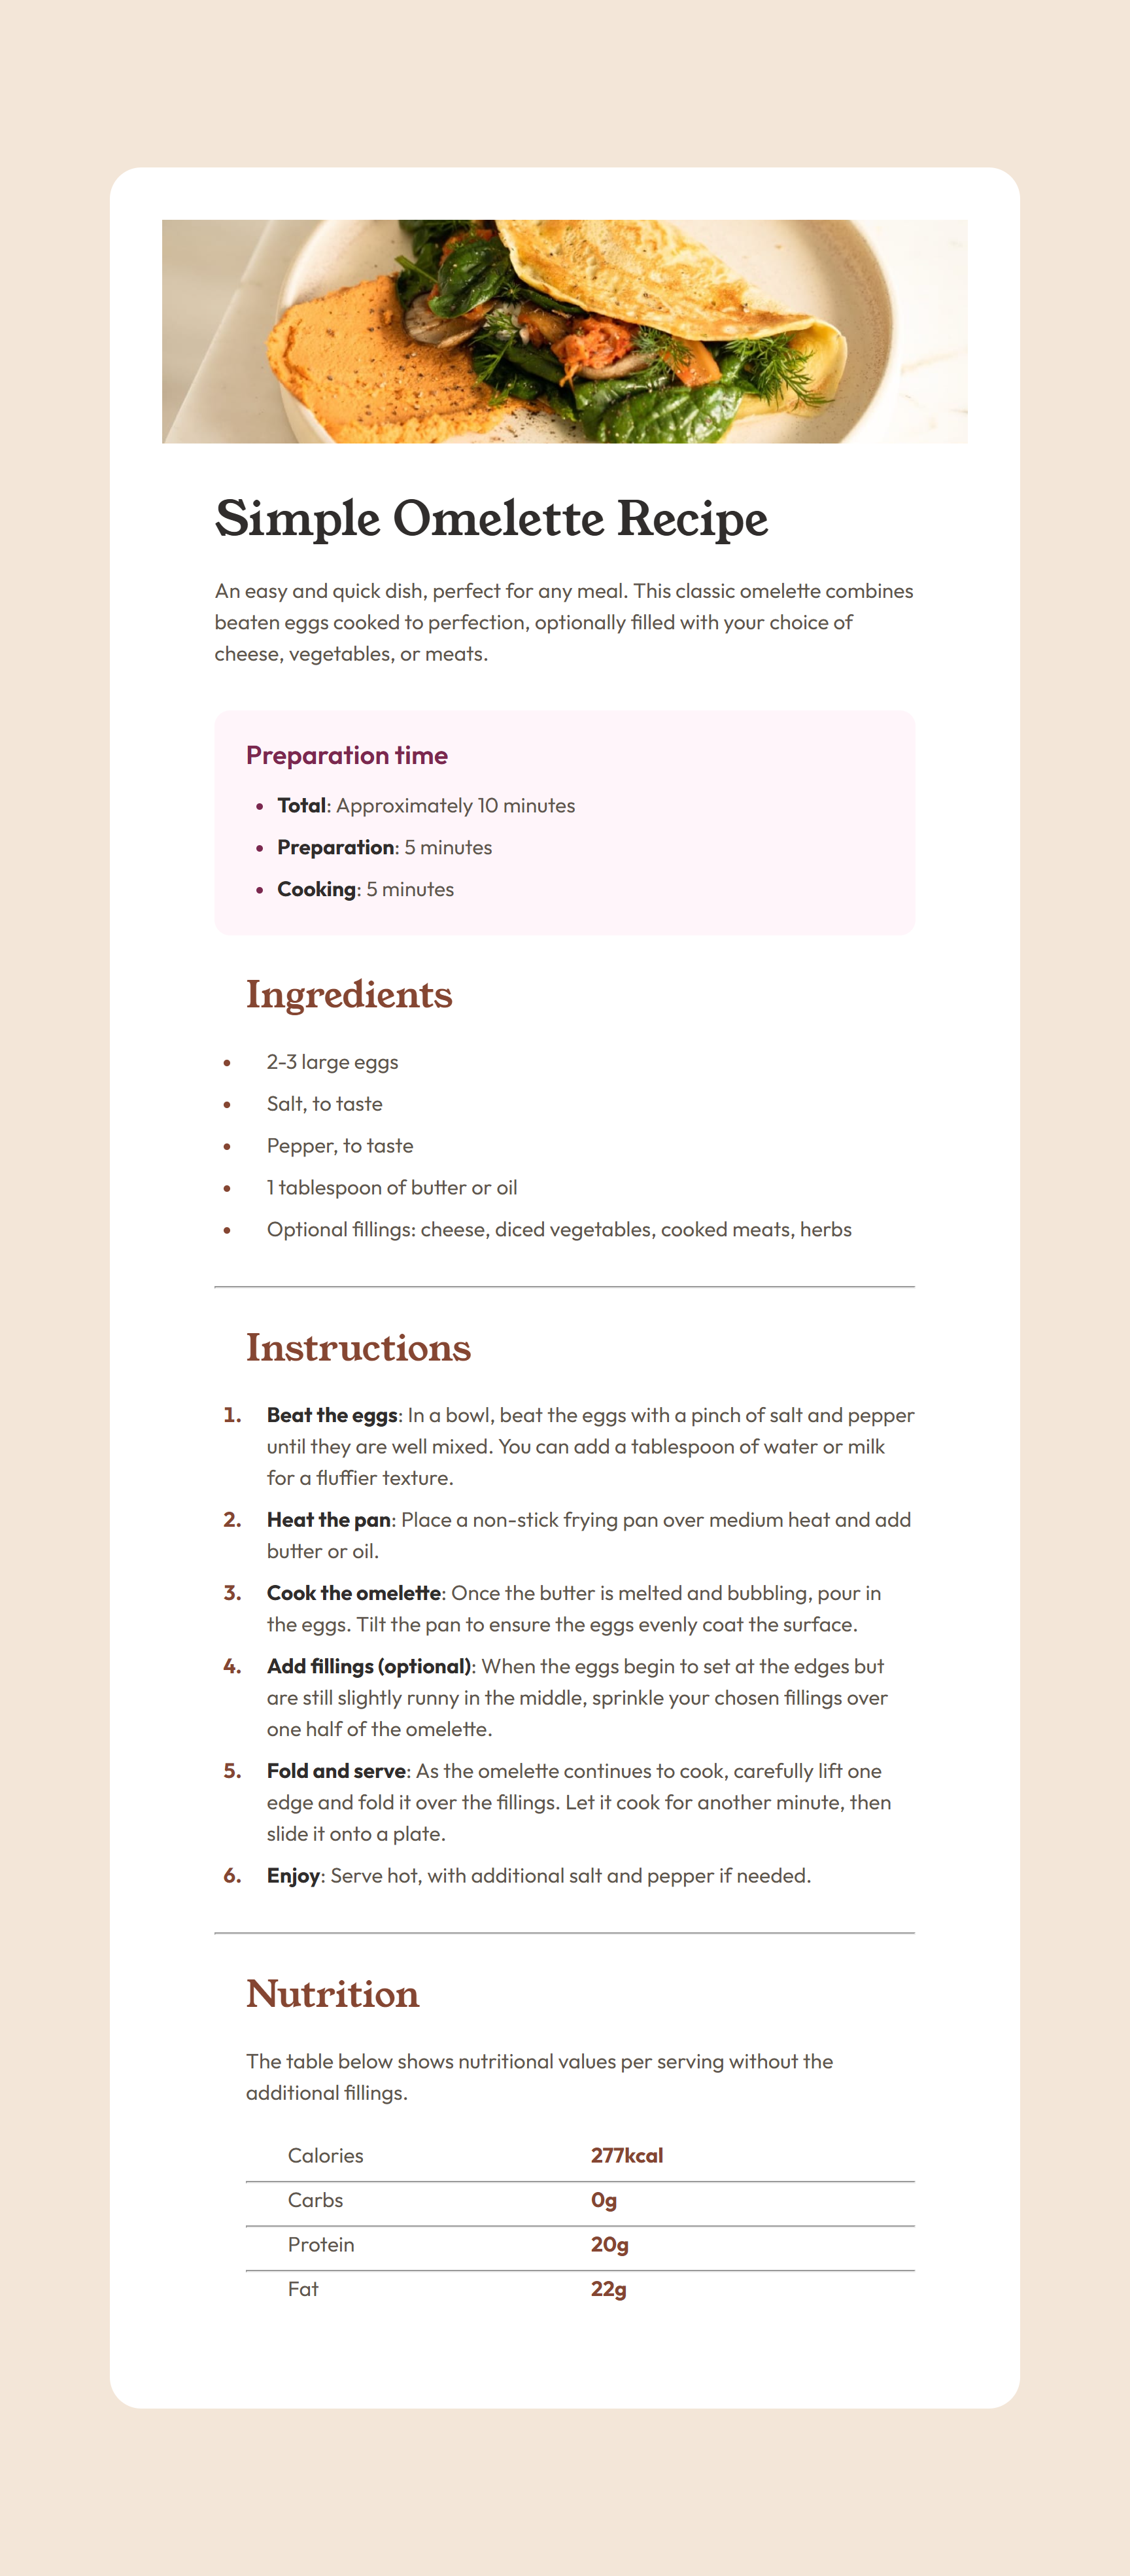 Simple Omelette Recipe
An easy and quick dish, perfect for any meal. This classic omelette combines
beaten eggs cooked to perfection, optionally filled with your choice of
cheese, vegetables, or meats.
Preparation time
• Total: Approximately 10 minutes
• Preparation: 5 minutes
• Cooking: 5 minutes
Ingredients
• 2-3 large eggs
• Salt, to taste
• Pepper, to taste
• 1 tablespoon of butter or oil
• Optional fillings: cheese, diced vegetables, cooked meats, herbs
Instructions
1. Beat the eggs: In a bowl, beat the eggs with a pinch of salt and pepper
until they are well mixed. You can add a tablespoon of water or milk
for a fluffier texture.
2. Heat the pan: Place a non-stick frying pan over medium heat and add
butter or oil.
3. Cook the omelette: Once the butter is melted and bubbling, pour in
the eggs. Tilt the pan to ensure the eggs evenly coat the surface.
4. Add fillings (optional): When the eggs begin to set at the edges but
are still slightly runny in the middle, sprinkle your chosen fillings over
one half of the omelette.
5. Fold and serve: As the omelette continues to cook, carefully lift one
edge and fold it over the fillings. Let it cook for another minute, then
slide it onto a plate.
6. Enjoy: Serve hot, with additional salt and pepper if needed.
Nutrition
The table below shows nutritional values per serving without the
additional fillings.
Calories 277kcal
Carbs 0g
Protein 20g
Fat 22g